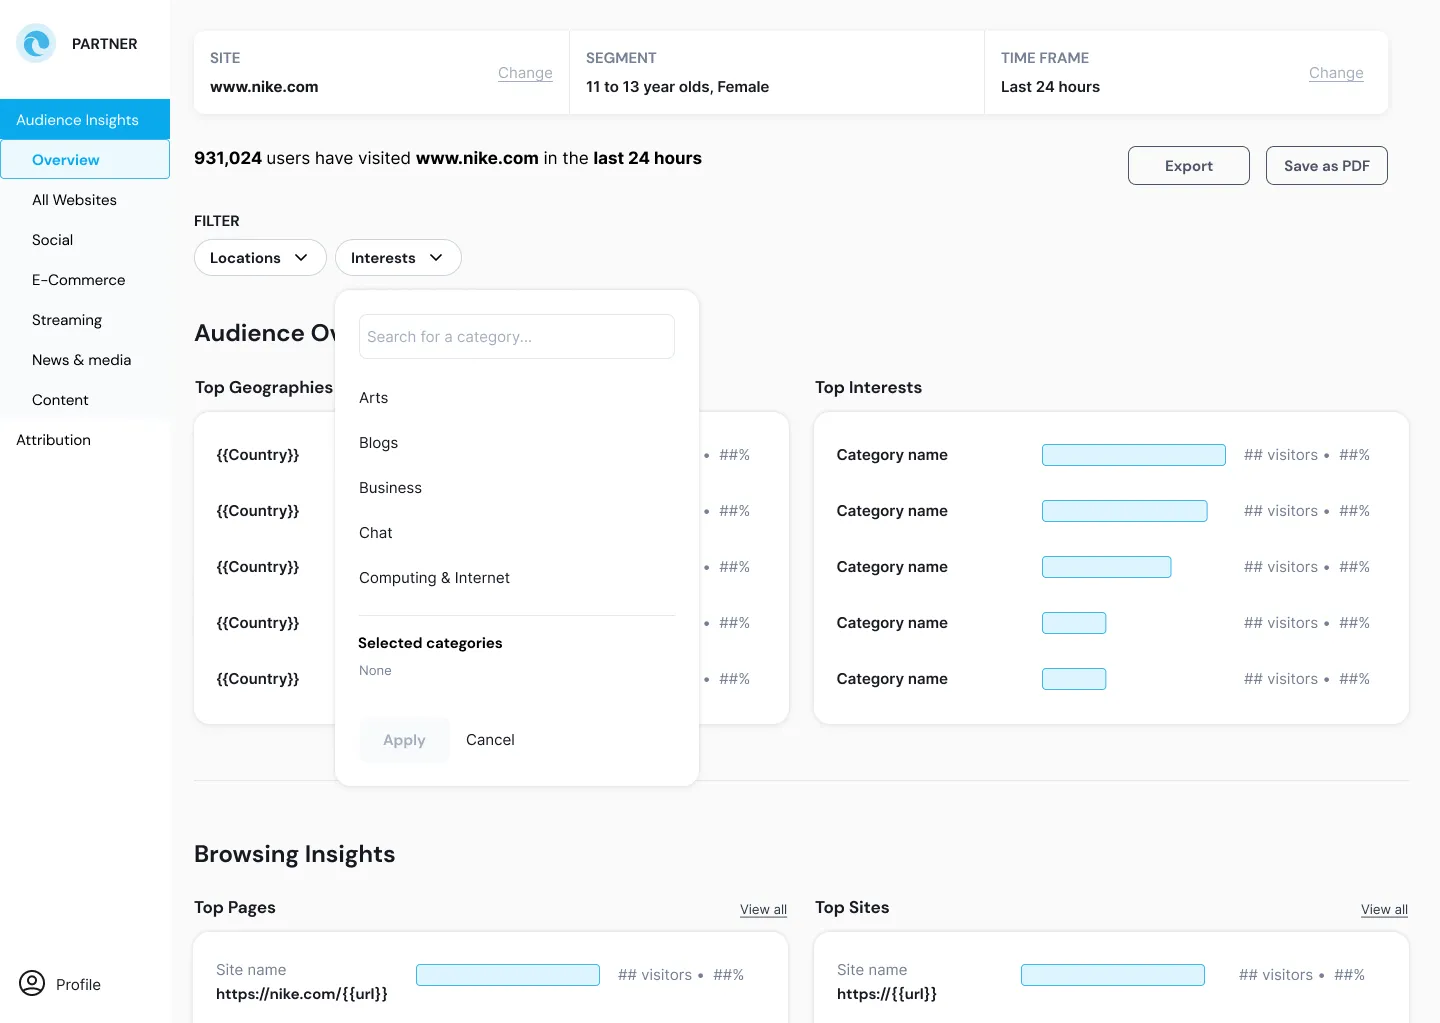 PARTNER
Audience Insights
Overview
All Websites
Social
E-Commerce
Streaming
News & media
Content
Attribution
Profile
SITE
www.nike.com
Change
SEGMENT
11 to 13 year olds, Female
TIME FRAME
Last 24 hours
Change
931,024 users have visited www.nike.com in the last 24 hours
Export
Save as PDF
FILTER
Locations
Interests
Search for a category...
Arts
Blogs
Business
Chat
Computing & Internet
Selected categories
None
Apply
Cancel
Audience Ov
Top Geographies
{{Country}} • ##%
{{Country}} • ##%
{{Country}} • ##%
{{Country}} • ##%
{{Country}} • ##%
Top Interests
Category name ## visitors • ##%
Category name ## visitors • ##%
Category name ## visitors • ##%
Category name ## visitors • ##%
Category name ## visitors • ##%
Browsing Insights
Top Pages
View all
Site name
https://nike.com/{{url}}
## visitors • ##%
Top Sites
View all
Site name
https://{{url}}
## visitors • ##%